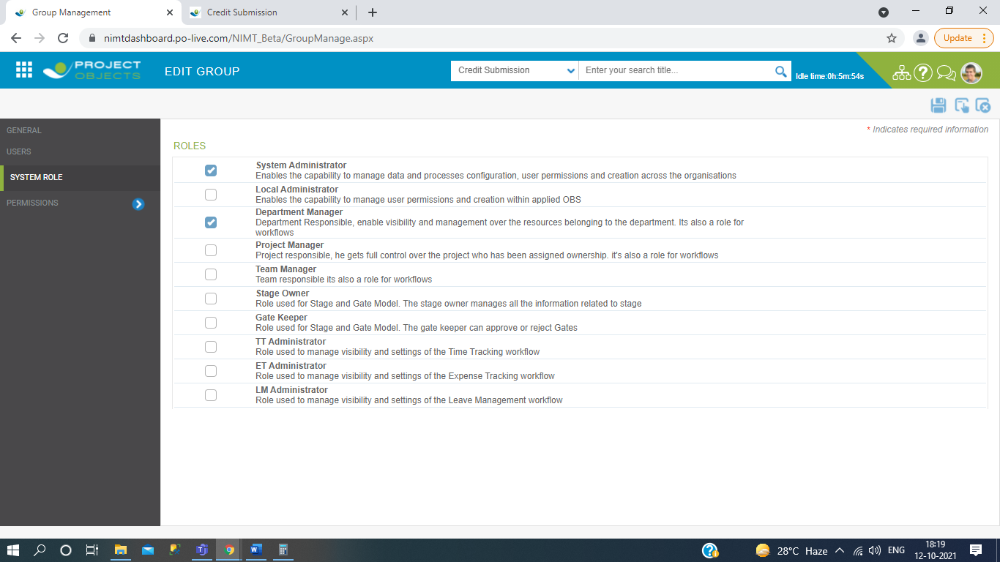 Group Management
Credit Submission
nimtdashboard.po-live.com/NIMT_Beta/GroupManage.aspx
Update
PROJECT
OBJECTS
EDIT GROUP
Credit Submission
Enter your search title...
Idle time:0h:5m:54s
* Indicates required information
GENERAL
USERS
SYSTEM ROLE
PERMISSIONS
ROLES
System Administrator
Enables the capability to manage data and processes configuration, user permissions and creation across the organisations
Local Administrator
Enables the capability to manage user permissions and creation within applied OBS
Department Manager
Department Responsible, enable visibility and management over the resources belonging to the department. Its also a role for
workflows
Project Manager
Project responsible, he gets full control over the project who has been assigned ownership. it's also a role for workflows
Team Manager
Team responsible its also a role for workflows
Stage Owner
Role used for Stage and Gate Model. The stage owner manages all the information related to stage
Gate Keeper
Role used for Stage and Gate Model. The gate keeper can approve or reject Gates
TT Administrator
Role used to manage visibility and settings of the Time Tracking workflow
ET Administrator
Role used to manage visibility and settings of the Expense Tracking workflow
LM Administrator
Role used to manage visibility and settings of the Leave Management workflow
28°C Haze
ENG
18:19
12-10-2021